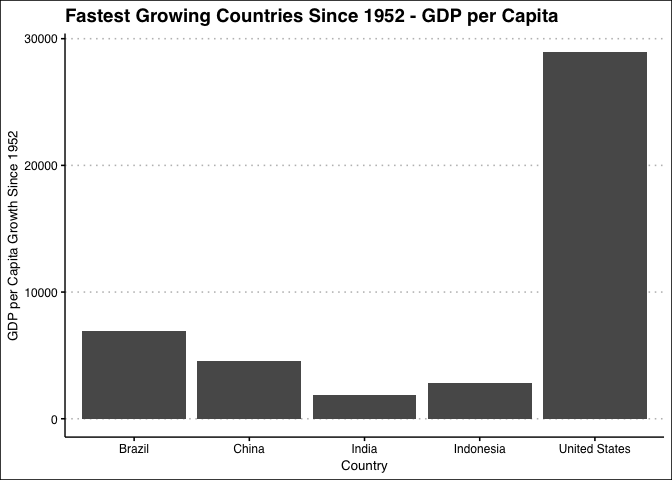 Fastest Growing Countries Since 1952 - GDP per Capita
GDP per Capita Growth Since 1952
30000
20000
10000
0
Brazil
China
India
Indonesia
United States
Country